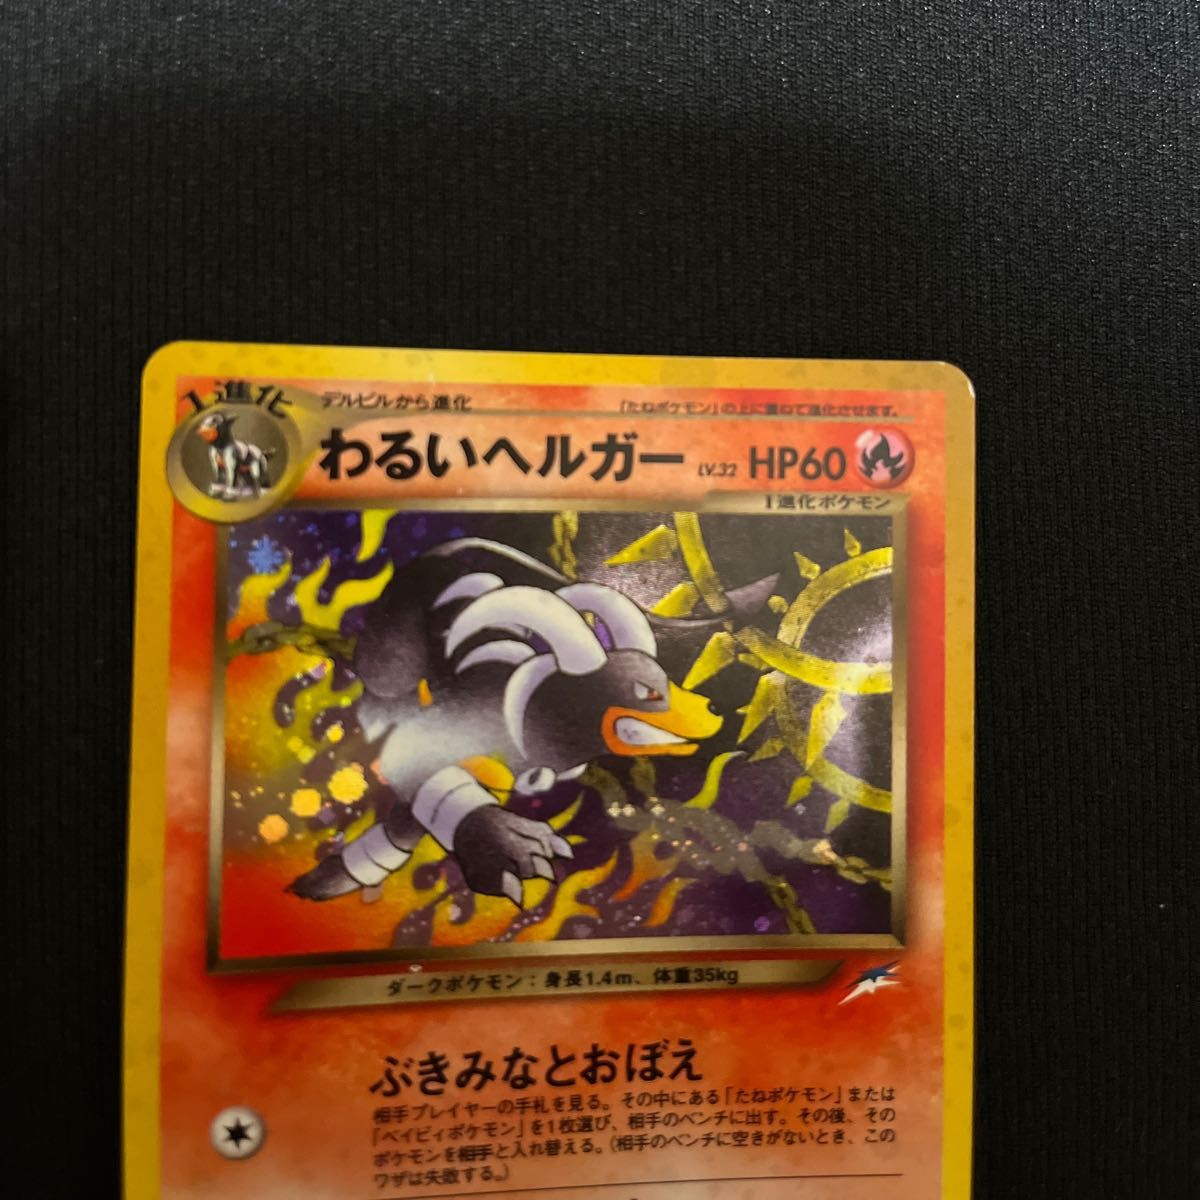 1進化
デルビルから進化
「たねポケモン」の上に重ねて進化させます。
わるいヘルガー LV.32 HP60
1進化ポケモン
ダークポケモン：身長1.4m、体重35kg
ぶきみなとおぼえ
相手プレイヤーの手札を見る。その中にある「たねポケモン」または
「ベイビィポケモン」を1枚選び、相手のベンチに出す。その後、その
ポケモンを相手と入れ替える。（相手のベンチに空きがないとき、この
ワザは失敗する。）